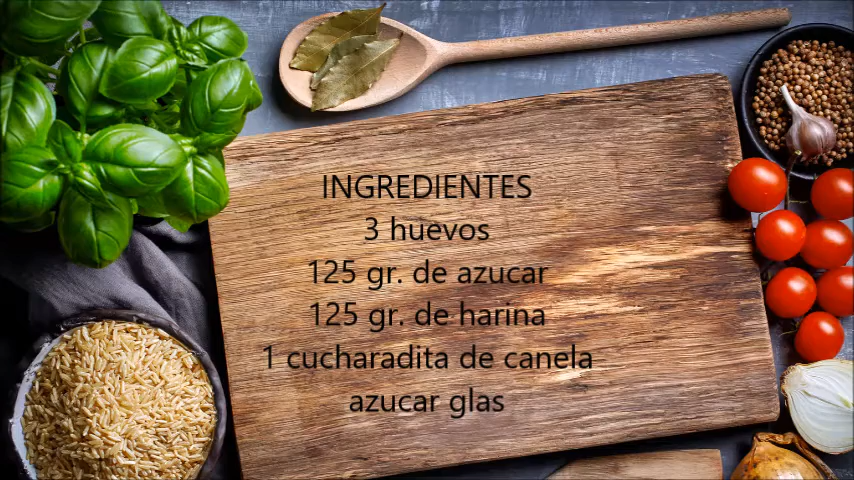 INGREDIENTES
3 huevos
125 gr. de azucar
125 gr. de harina
1 cucharadita de canela
azucar glas